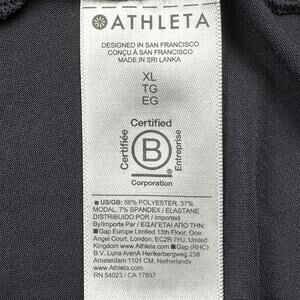 ATHLETA
DESIGNED IN SAN FRANCISCO
CONÇU À SAN FRANCISCO
MADE IN SRI LANKA
XL
TG
EG
Certified
Certifiée
B
Entreprise
Corporation
US/GB: 56% POLYESTER, 37%
MODAL, 7% SPANDEX / ELASTANE
DISTRIBUIDO POR / Importado
By/Importe Par / ΕΙΣΑΓΕΤΑΙ ΑΠΟ ΤΗΝ:
Gap Europe Limited 13th Floor, One
Angel Court, London, EC2R 7HJ, United
Kingdom www.Athleta.com Gap (RHC)
B.V. Luna Arena Herikerbergweg 238
Amsterdam 1101 CM, Netherlands
www.Athleta.com
RN 54023 / CA 17897